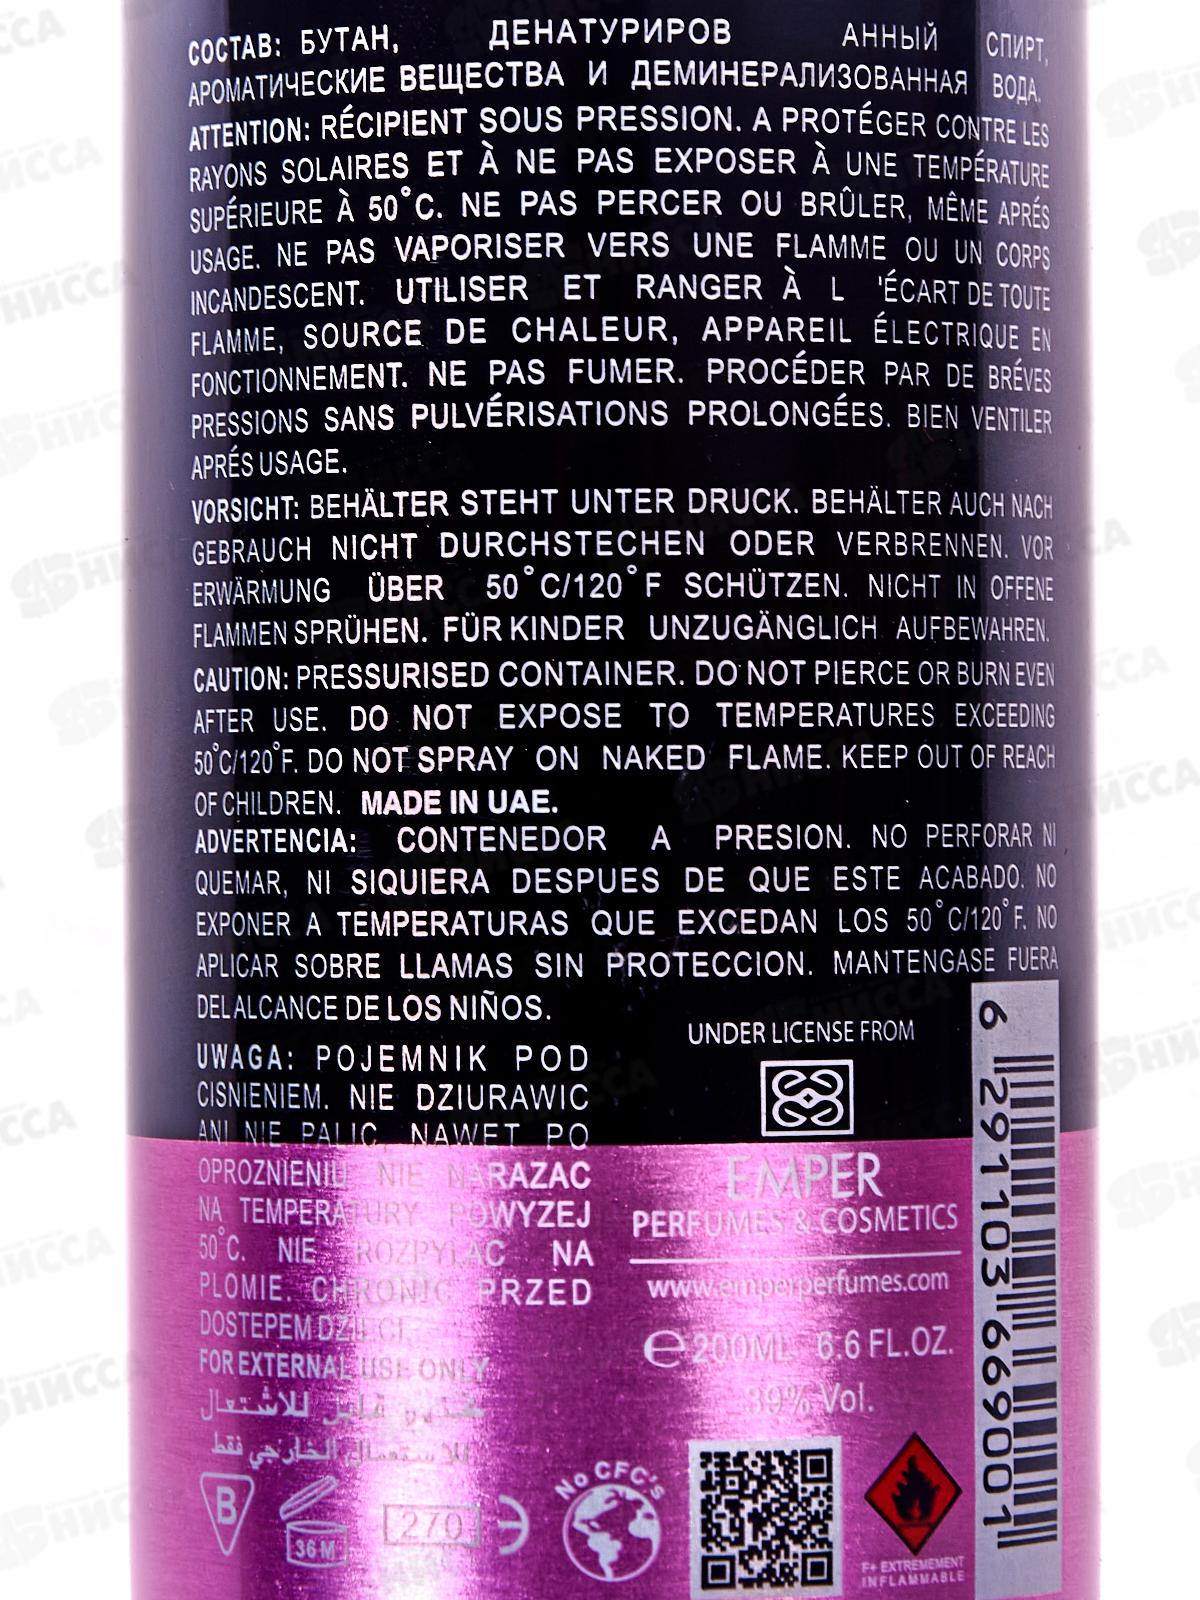 СОСТАВ: БУТАН, ДЕНАТУРИРОВ АННЫЙ СПИРТ,
АРОМАТИЧЕСКИЕ ВЕЩЕСТВА И ДЕМИНЕРАЛИЗОВАННАЯ ВОДА.
ATTENTION: RÉCIPIENT SOUS PRESSION. A PROTÉGER CONTRE LES
RAYONS SOLAIRES ET À NE PAS EXPOSER À UNE TEMPÉRATURE
SUPÉRIEURE À 50°C. NE PAS PERCER OU BRÛLER, MÊME APRÉS
USAGE. NE PAS VAPORISER VERS UNE FLAMME OU UN CORPS
INCANDESCENT. UTILISER ET RANGER À L 'ÉCART DE TOUTE
FLAMME, SOURCE DE CHALEUR, APPAREIL ÉLECTRIQUE EN
FONCTIONNEMENT. NE PAS FUMER. PROCÉDER PAR DE BRÉVES
PRESSIONS SANS PULVÉRISATIONS PROLONGÉES. BIEN VENTILER
APRÉS USAGE.
VORSICHT: BEHÄLTER STEHT UNTER DRUCK. BEHÄLTER AUCH NACH
GEBRAUCH NICHT DURCHSTECHEN ODER VERBRENNEN. VOR
ERWÄRMUNG ÜBER 50°C/120°F SCHÜTZEN. NICHT IN OFFENE
FLAMMEN SPRÜHEN. FÜR KINDER UNZUGÄNGLICH AUFBEWAHREN.
CAUTION: PRESSURISED CONTAINER. DO NOT PIERCE OR BURN EVEN
AFTER USE. DO NOT EXPOSE TO TEMPERATURES EXCEEDING
50°C/120°F. DO NOT SPRAY ON NAKED FLAME. KEEP OUT OF REACH
OF CHILDREN. MADE IN UAE.
ADVERTENCIA: CONTENEDOR A PRESION. NO PERFORAR NI
QUEMAR, NI SIQUIERA DESPUES DE QUE ESTE ACABADO. NO
EXPONER A TEMPERATURAS QUE EXCEDAN LOS 50°C/120°F. NO
APLICAR SOBRE LLAMAS SIN PROTECCION. MANTENGASE FUERA
DEL ALCANCE DE LOS NIÑOS.
UWAGA: POJEMNIK POD
CISNIENIEM. NIE DZIURAWIC
ANI NIE PALIC, NAWET PO
OPROZNIENIU NIE NARAZAC
NA TEMPERATURY POWYZEJ
50°C. NIE ROZPYLAC NA
PLOMIE. CHRONIC PRZED
DOSTEPEM DZIECI.
FOR EXTERNAL USE ONLY
قابل للاشتعال
للاستعمال الخارجي فقط
B
36 M
270
No CFC's
UNDER LICENSE FROM
EMPER
PERFUMES & COSMETICS
www.emperperfumes.com
e 200ML 6.6 FL.OZ.
39% Vol.
F+ EXTREMEMENT
INFLAMMABLE
6 291103 669001
НИССА